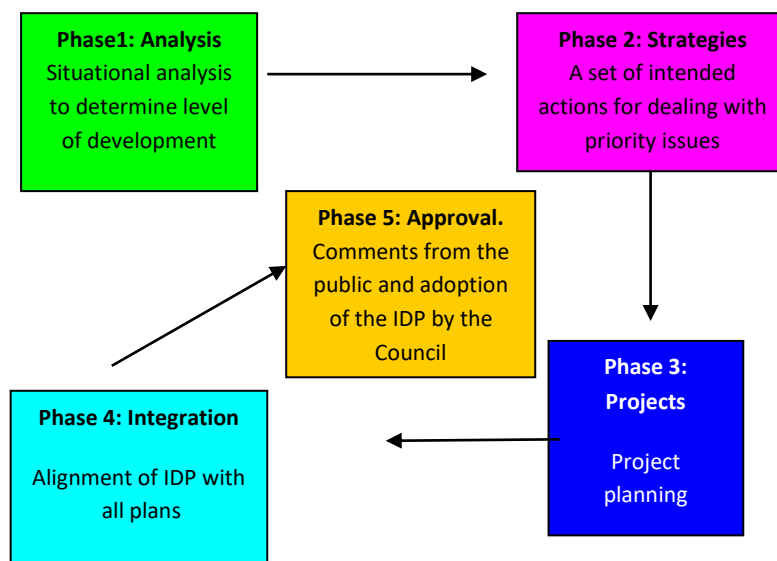 Phase1: Analysis
Situational analysis
to determine level
of development
Phase 2: Strategies
A set of intended
actions for dealing with
priority issues
Phase 3:
Projects
Project
planning
Phase 4: Integration
Alignment of IDP with
all plans
Phase 5: Approval.
Comments from the
public and adoption
of the IDP by the
Council